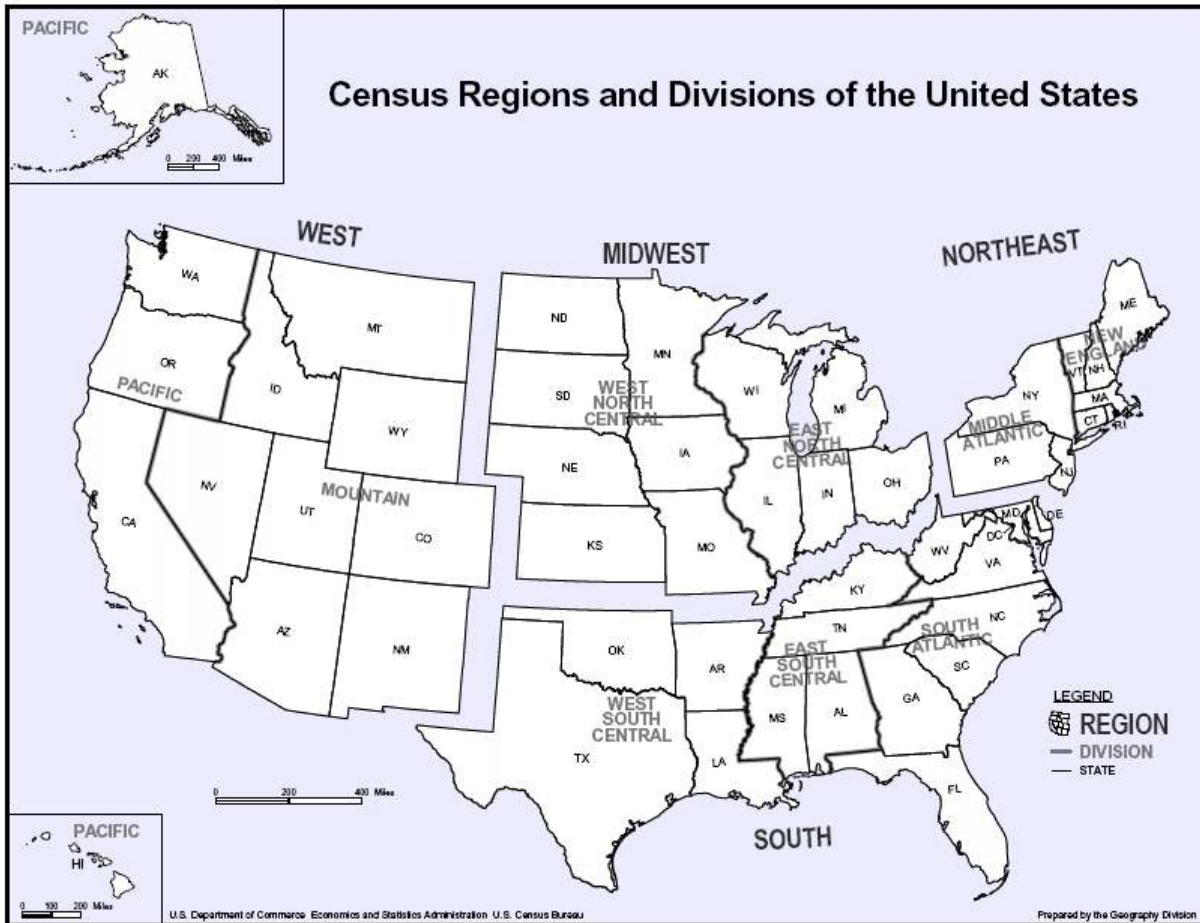 PACIFIC
AK
0 200 400 Miles
Census Regions and Divisions of the United States
WEST
MIDWEST
NORTHEAST
WA
MT
OR
ID
PACIFIC
WY
NV
MOUNTAIN
UT
CO
CA
AZ
NM
ND
MN
SD
WEST
NORTH
CENTRAL
NE
IA
KS
MO
WI
MI
EAST
NORTH
CENTRAL
IL
IN
OH
ME
NEW
ENGLAND
VT
NH
NY
MA
CT
RI
MIDDLE
ATLANTIC
PA
NJ
MD
DE
DC
WV
VA
KY
NC
TN
SOUTH
ATLANTIC
SC
EAST
SOUTH
CENTRAL
OK
AR
WEST
SOUTH
CENTRAL
TX
LA
MS
AL
GA
FL
SOUTH
LEGEND
REGION
DIVISION
STATE
0 200 400 Miles
PACIFIC
HI
0 100 200 Miles
U.S. Department of Commerce Economics and Statistics Administration U.S. Census Bureau
Prepared by the Geography Division